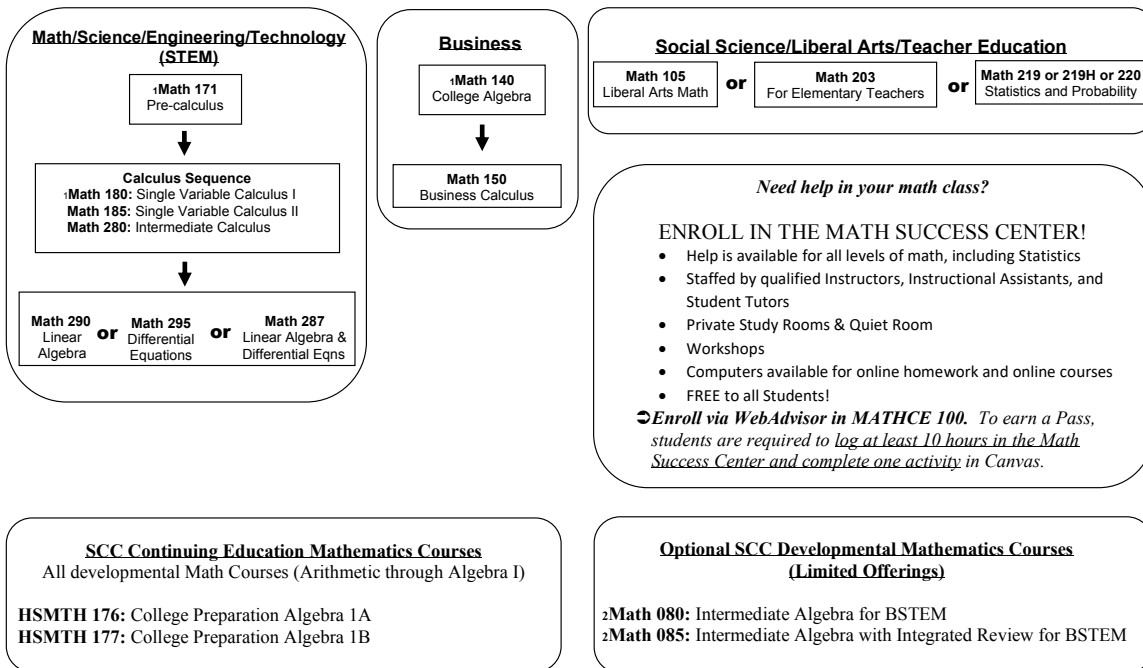 Math/Science/Engineering/Technology
(STEM)
1Math 171
Pre-calculus
Calculus Sequence
1Math 180: Single Variable Calculus I
Math 185: Single Variable Calculus II
Math 280: Intermediate Calculus
Math 290
Linear
Algebra
or
Math 295
Differential
Equations
or
Math 287
Linear Algebra &
Differential Eqns
Business
1Math 140
College Algebra
Math 150
Business Calculus
Social Science/Liberal Arts/Teacher Education
Math 105
Liberal Arts Math
or
Math 203
For Elementary Teachers
or
Math 219 or 219H or 220
Statistics and Probability
Need help in your math class?
ENROLL IN THE MATH SUCCESS CENTER!
• Help is available for all levels of math, including Statistics
• Staffed by qualified Instructors, Instructional Assistants, and
Student Tutors
• Private Study Rooms & Quiet Room
• Workshops
• Computers available for online homework and online courses
• FREE to all Students!
➲Enroll via WebAdvisor in MATHCE 100. To earn a Pass,
students are required to log at least 10 hours in the Math
Success Center and complete one activity in Canvas.
SCC Continuing Education Mathematics Courses
All developmental Math Courses (Arithmetic through Algebra I)
HSMTH 176: College Preparation Algebra 1A
HSMTH 177: College Preparation Algebra 1B
Optional SCC Developmental Mathematics Courses
(Limited Offerings)
2Math 080: Intermediate Algebra for BSTEM
2Math 085: Intermediate Algebra with Integrated Review for BSTEM